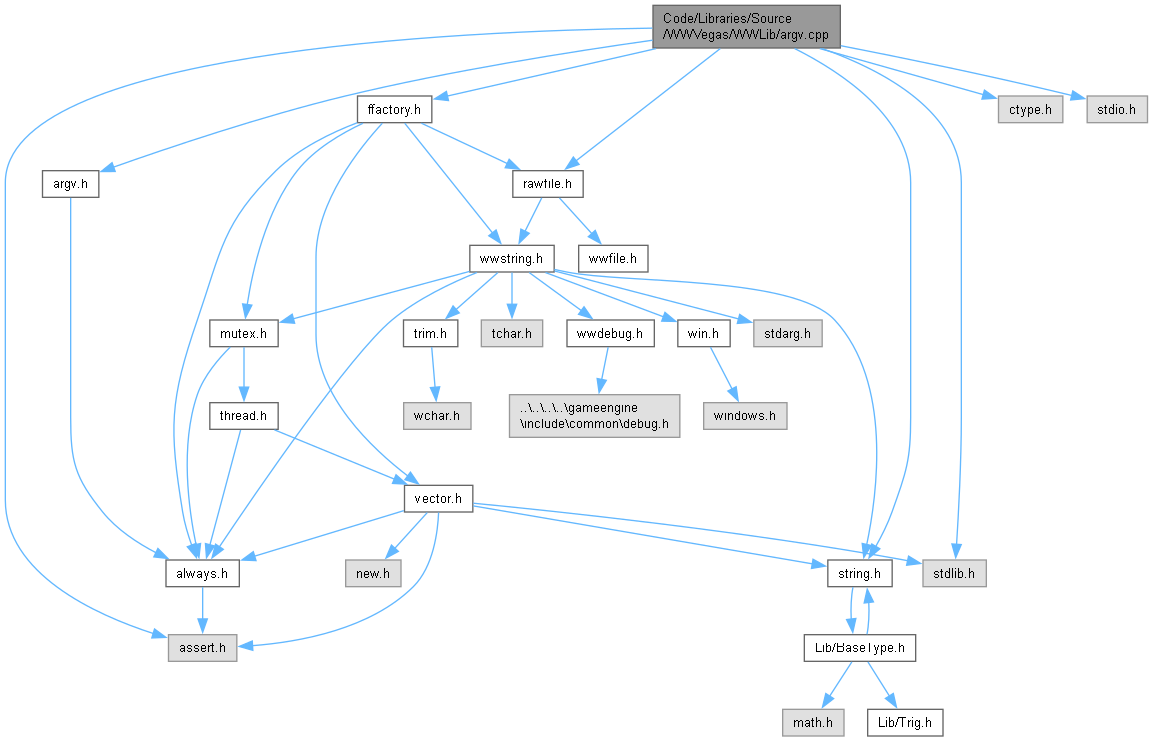 Code/Libraries/Source
/WWVegas/WWLib/argv.cpp
ffactory.h
ctype.h
stdio.h
argv.h
rawfile.h
wwstring.h
wwfile.h
mutex.h
trim.h
tchar.h
wwdebug.h
win.h
stdarg.h
thread.h
wchar.h
..\..\..\..\gameengine
\include\common\debug.h
windows.h
vector.h
always.h
new.h
string.h
stdlib.h
assert.h
Lib/BaseType.h
math.h
Lib/Trig.h